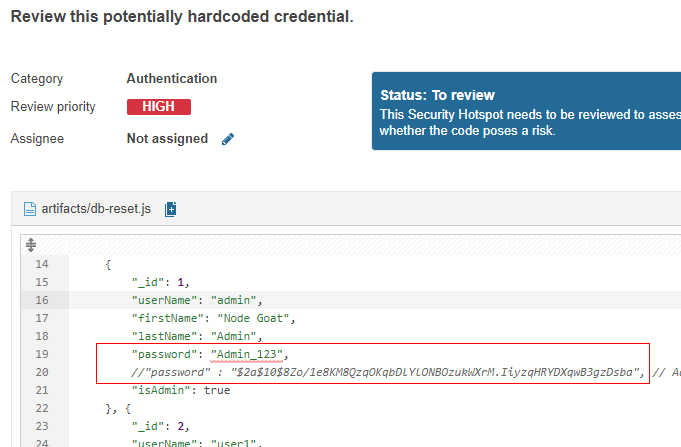 Review this potentially hardcoded credential.
Category Authentication
Review priority HIGH
Assignee Not assigned
Status: To review
This Security Hotspot needs to be reviewed to asses
whether the code poses a risk.
artifacts/db-reset.js
14 {
15 "_id": 1,
16 "userName": "admin",
17 "firstName": "Node Goat",
18 "lastName": "Admin",
19 "password": "Admin_123",
20 //"password" : "$2a$10$8Zo/1e8KM8QzqOKqbDlYlONBOzukWXrM.IiyzqHRYDXqwB3gzDsba", // Ad
21 "isAdmin": true
22 }, {
23 "_id": 2,
24 "userName": "user1",